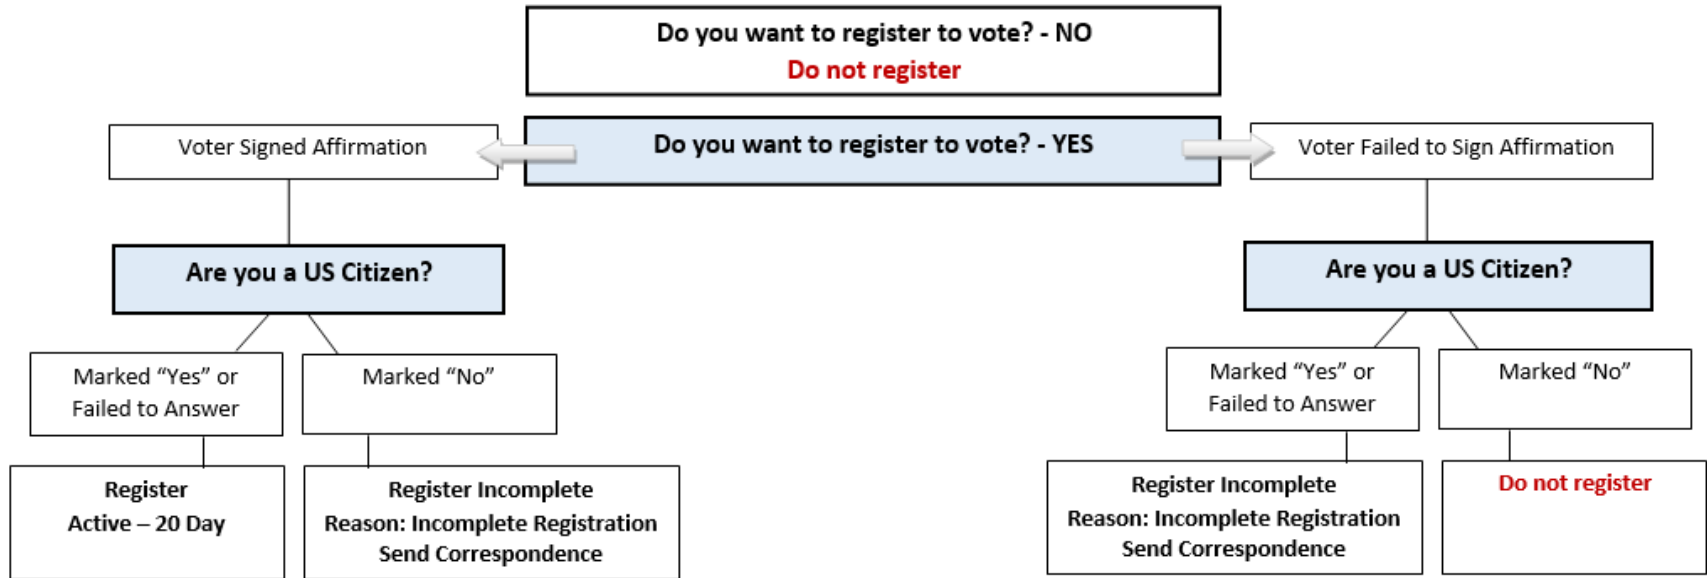 Do you want to register to vote? - NO
Do not register
Voter Signed Affirmation
Do you want to register to vote? - YES
Voter Failed to Sign Affirmation
Are you a US Citizen?
Are you a US Citizen?
Marked “Yes” or
Failed to Answer
Marked “No”
Marked “Yes” or
Failed to Answer
Marked “No”
Register
Active – 20 Day
Register Incomplete
Reason: Incomplete Registration
Send Correspondence
Register Incomplete
Reason: Incomplete Registration
Send Correspondence
Do not register